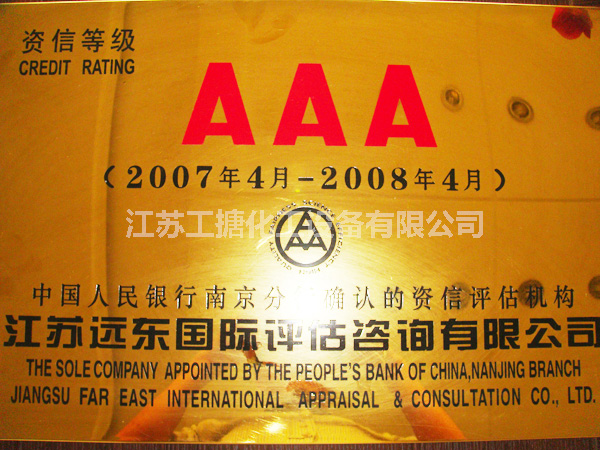 资信等级
CREDIT RATING
AAA
(2007年4月-2008年4月)
江苏工搪化工设备有限公司
AAA
中国人民银行南京分行确认的资信评估机构
江苏远东国际评估咨询有限公司
THE SOLE COMPANY APPOINTED BY THE PEOPLE'S BANK OF CHINA,NANJING BRANCH
JIANGSU FAR EAST INTERNATIONAL APPRAISAL & CONSULTATION CO., LTD.